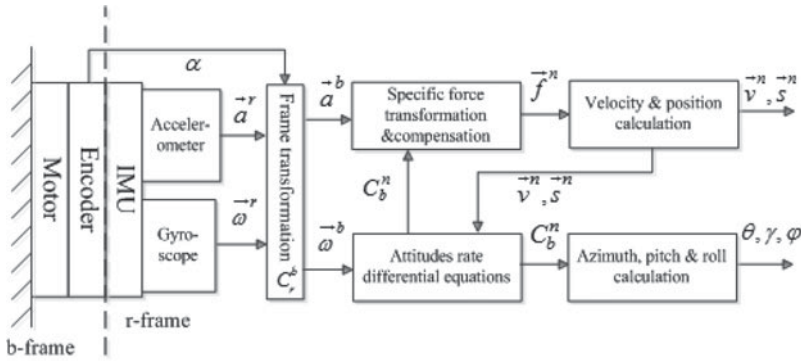 α
Motor
Encoder
IMU
Acceler-
ometer
a⃗^r
Gyro-
scope
ω⃗^r
Frame transformation
C_r^b
a⃗^b
ω⃗^b
Specific force
transformation
&compensation
f⃗^n
Velocity & position
calculation
v⃗^n, s⃗^n
C_b^n
v⃗^n, s⃗^n
Attitudes rate
differential equations
C_b^n
Azimuth, pitch & roll
calculation
θ, γ, φ
r-frame
b-frame